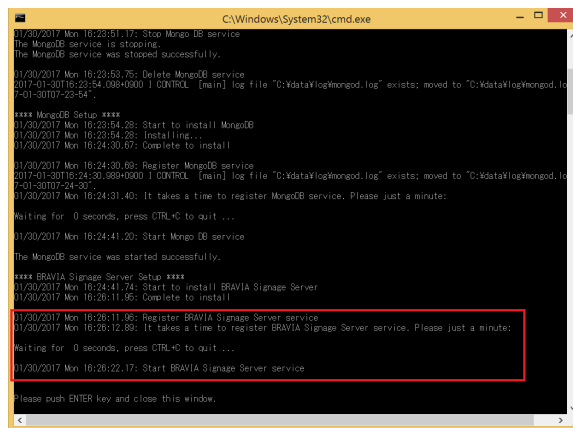 C:\Windows\System32\cmd.exe
01/30/2017 Mon 16:23:51.17: Stop Mongo DB service
The MongoDB service is stopping.
The MongoDB service was stopped successfully.
01/30/2017 Mon 16:23:53.75: Delete MongoDB service
2017-01-30T16:23:54.098+0900 I CONTROL  [main] log file "C:¥data¥log¥mongod.log" exists; moved to "C:¥data¥log¥mongod.lo
7-01-30T07-23-54".
**** MongoDB Setup ****
01/30/2017 Mon 16:23:54.28: Start to install MongoDB
01/30/2017 Mon 16:23:54.28: Installing...
01/30/2017 Mon 16:24:30.67: Complete to install
01/30/2017 Mon 16:24:30.69: Register MongoDB service
2017-01-30T16:24:30.989+0900 I CONTROL  [main] log file "C:¥data¥log¥mongod.log" exists; moved to "C:¥data¥log¥mongod.lo
7-01-30T07-24-30".
01/30/2017 Mon 16:24:31.40: It takes a time to register MongoDB service. Please just a minute:
Waiting for  0 seconds, press CTRL+C to quit ...
01/30/2017 Mon 16:24:41.20: Start Mongo DB service
The MongoDB service was started successfully.
**** BRAVIA Signage Server Setup ****
01/30/2017 Mon 16:24:41.74: Start to install BRAVIA Signage Server
01/30/2017 Mon 16:26:11.95: Complete to install
01/30/2017 Mon 16:26:11.96: Register BRAVIA Signage Server service
01/30/2017 Mon 16:26:12.89: It takes a time to register BRAVIA Signage Server service. Please just a minute:
Waiting for  0 seconds, press CTRL+C to quit ...
01/30/2017 Mon 16:26:22.17: Start BRAVIA Signage Server service
Please push ENTER key and close this window.